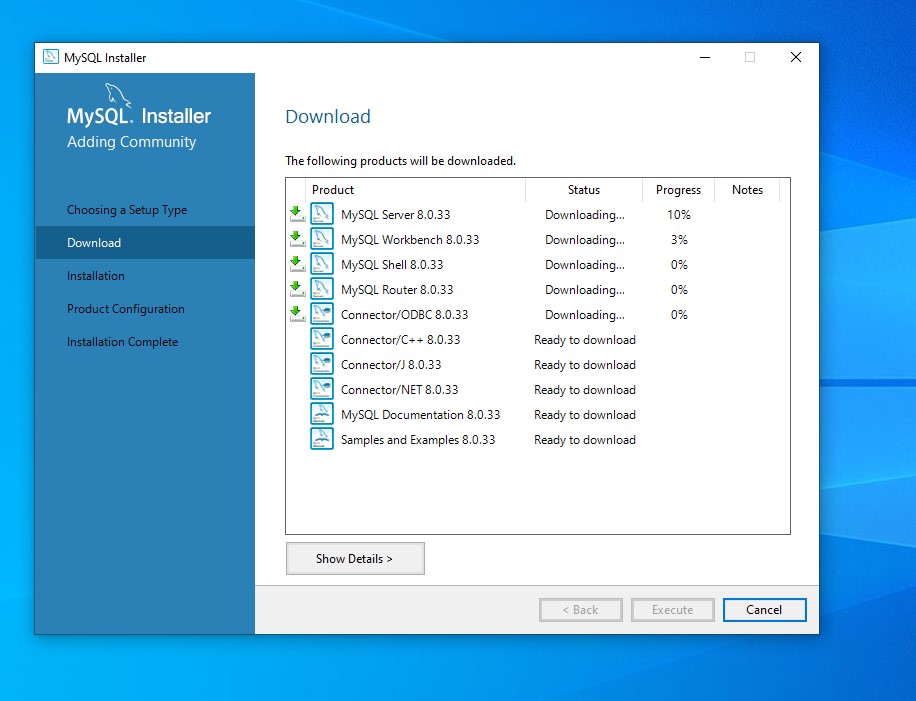 MySQL Installer
MySQL. Installer
Adding Community
Choosing a Setup Type
Download
Installation
Product Configuration
Installation Complete
Download
The following products will be downloaded.
Product Status Progress Notes
MySQL Server 8.0.33 Downloading... 10%
MySQL Workbench 8.0.33 Downloading... 3%
MySQL Shell 8.0.33 Downloading... 0%
MySQL Router 8.0.33 Downloading... 0%
Connector/ODBC 8.0.33 Downloading... 0%
Connector/C++ 8.0.33 Ready to download
Connector/J 8.0.33 Ready to download
Connector/NET 8.0.33 Ready to download
MySQL Documentation 8.0.33 Ready to download
Samples and Examples 8.0.33 Ready to download
Show Details >
< Back Execute Cancel